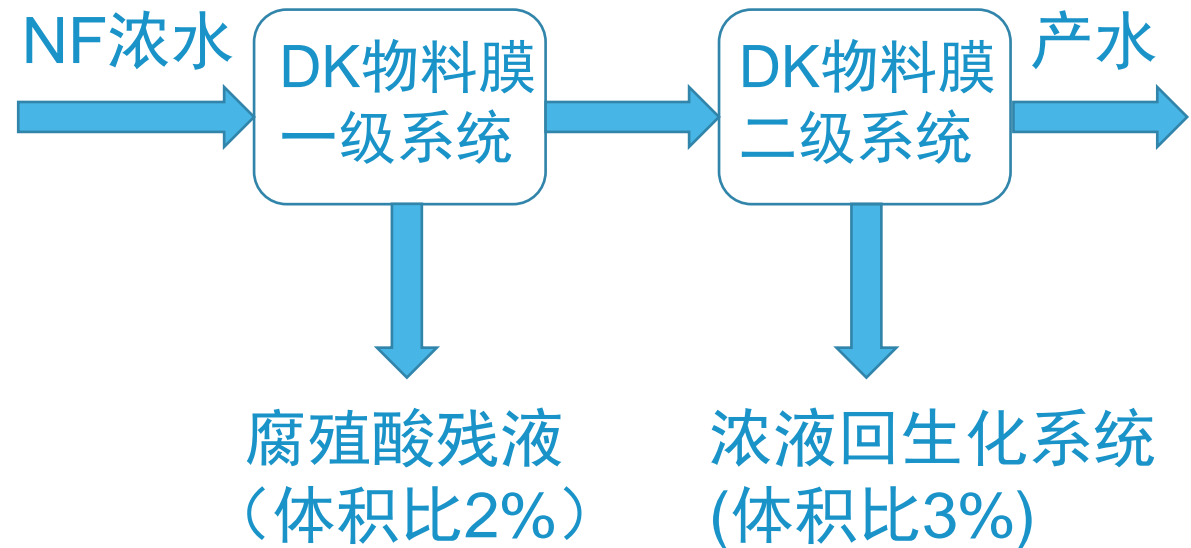 NF浓水
DK物料膜
一级系统
DK物料膜
二级系统
产水
腐殖酸残液
（体积比2%）
浓液回生化系统
(体积比3%)